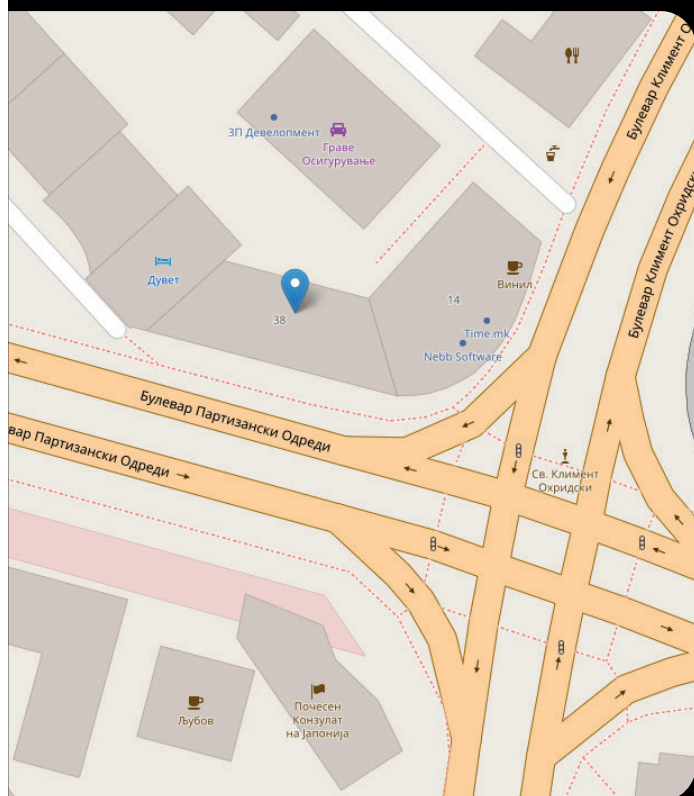 Булевар Климент О
ЗП Девелопмент
Граве
Осигурување
Булевар Климент Охридски
Дувет
Винил
14
38
Time.mk
Nebb Software
Булевар Партизански Одреди
вар Партизански Одреди
Св. Климент
Охридски
Љубов
Почесен
Конзулат
на Јапонија